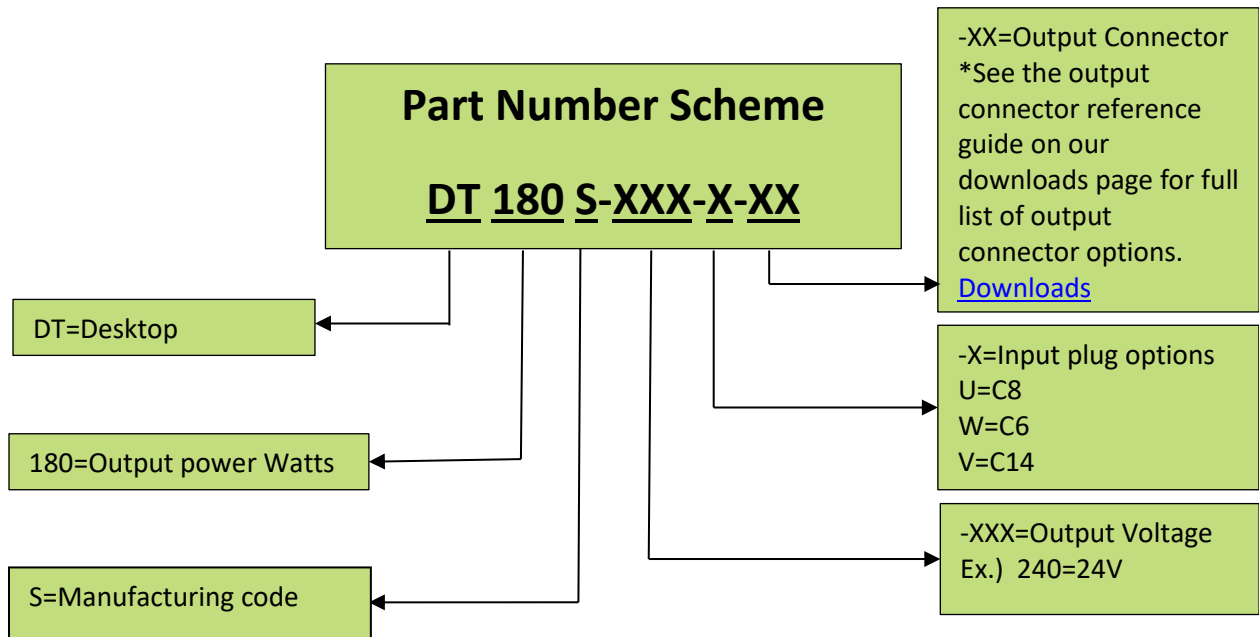 Part Number Scheme
DT 180 S-XXX-X-XX
-XX=Output Connector
*See the output
connector reference
guide on our
downloads page for full
list of output
connector options.
Downloads
DT=Desktop
-X=Input plug options
U=C8
W=C6
V=C14
180=Output power Watts
-XXX=Output Voltage
Ex.) 240=24V
S=Manufacturing code